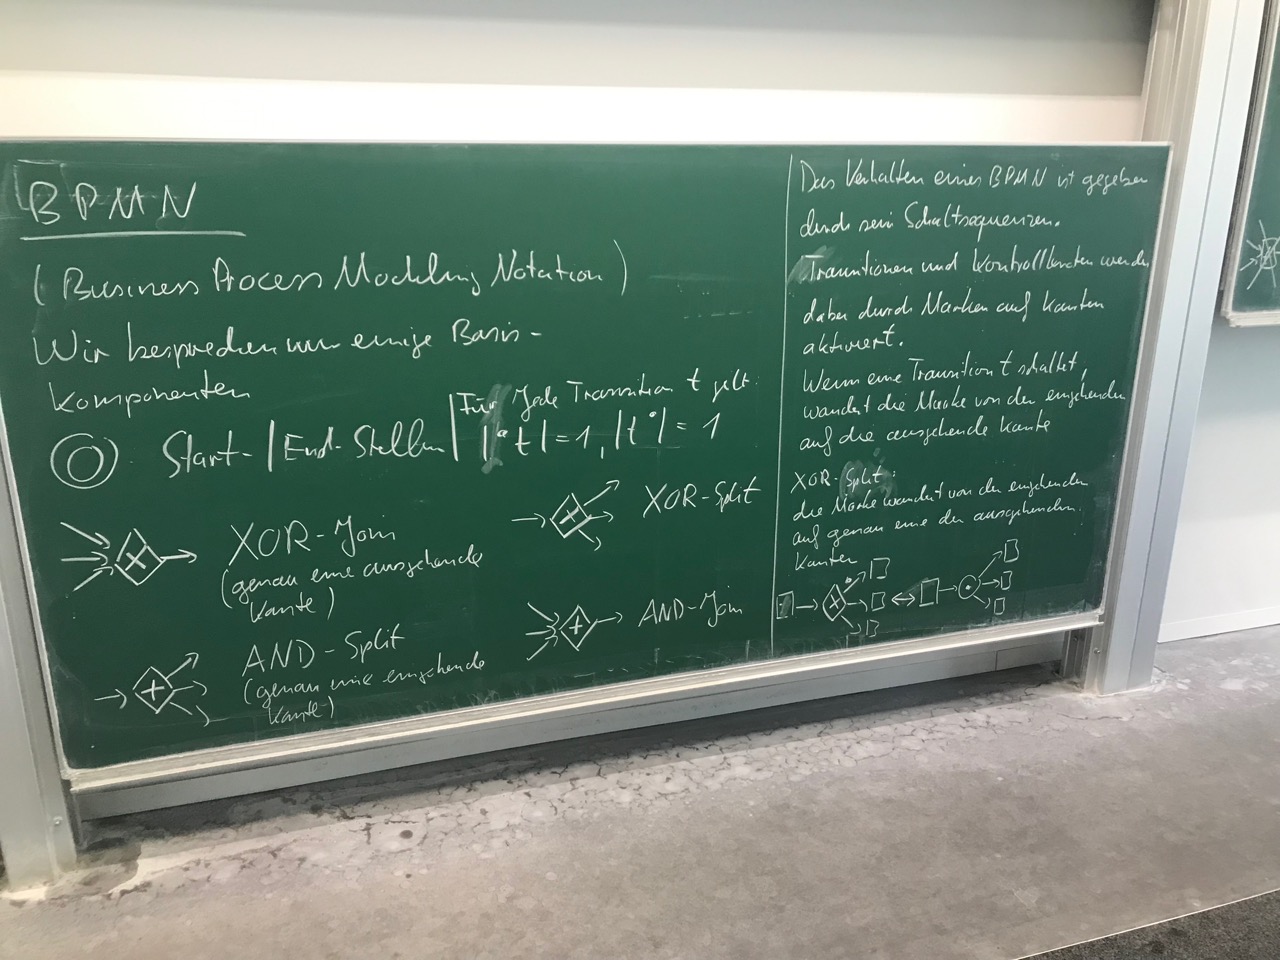 BPMN
(Business Process Modeling Notation)
Wir besprechen nur einige Basis-
komponenten
Start-/End-Stellen
Für jede Transition t gilt:
|•t| = 1, |t•| = 1
XOR-Join
(genau eine ausgehende
Kante)
XOR-Split
AND-Split
(genau eine eingehende
Kante)
AND-Join
Das Verhalten eines BPMN ist gegeben
durch sein Schaltsequenzen.
Transitionen und Kontrollknoten werden
dabei durch Marken auf Kanten
aktiviert.
Wenn eine Transition t schaltet,
wandert die Marke von der eingehenden
auf die ausgehende Kante
XOR-Split:
die Marke wandert von der eingehenden
auf genau eine der ausgehenden
Kanten